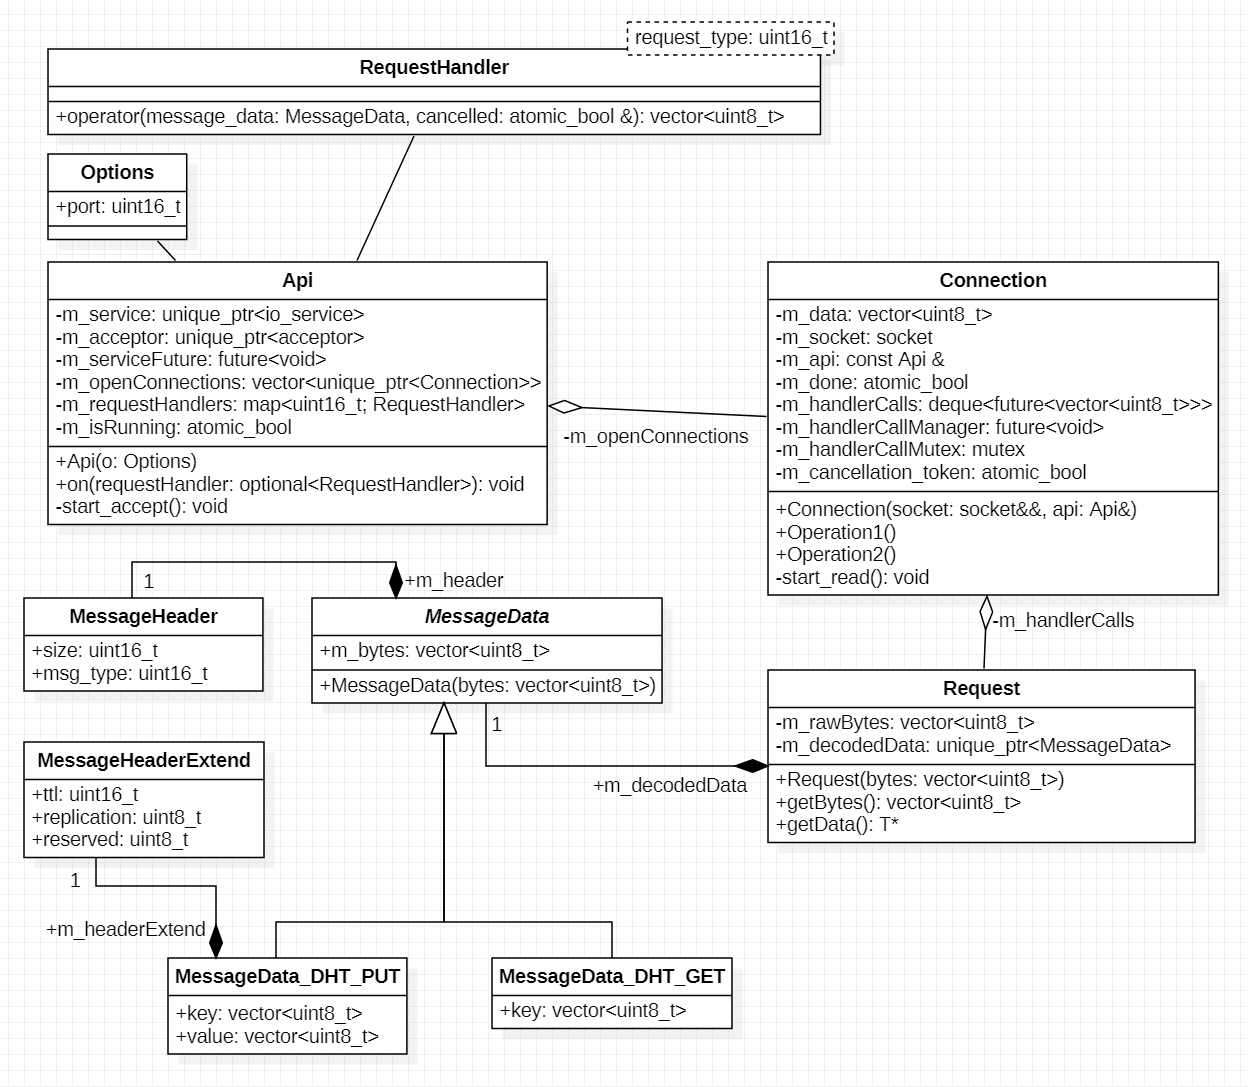 request_type: uint16_t
RequestHandler
+operator(message_data: MessageData, cancelled: atomic_bool &): vector<uint8_t>
Options
+port: uint16_t
Api
-m_service: unique_ptr<io_service>
-m_acceptor: unique_ptr<acceptor>
-m_serviceFuture: future<void>
-m_openConnections: vector<unique_ptr<Connection>>
-m_requestHandlers: map<uint16_t; RequestHandler>
-m_isRunning: atomic_bool
+Api(o: Options)
+on(requestHandler: optional<RequestHandler>): void
-start_accept(): void
-m_openConnections
Connection
-m_data: vector<uint8_t>
-m_socket: socket
-m_api: const Api &
-m_done: atomic_bool
-m_handlerCalls: deque<future<vector<uint8_t>>>
-m_handlerCallManager: future<void>
-m_handlerCallMutex: mutex
-m_cancellation_token: atomic_bool
+Connection(socket: socket&&, api: Api&)
+Operation1()
+Operation2()
-start_read(): void
-m_handlerCalls
1
+m_header
MessageHeader
+size: uint16_t
+msg_type: uint16_t
MessageData
+m_bytes: vector<uint8_t>
+MessageData(bytes: vector<uint8_t>)
1
+m_decodedData
Request
-m_rawBytes: vector<uint8_t>
-m_decodedData: unique_ptr<MessageData>
+Request(bytes: vector<uint8_t>)
+getBytes(): vector<uint8_t>
+getData(): T*
MessageHeaderExtend
+ttl: uint16_t
+replication: uint8_t
+reserved: uint8_t
1
+m_headerExtend
MessageData_DHT_PUT
+key: vector<uint8_t>
+value: vector<uint8_t>
MessageData_DHT_GET
+key: vector<uint8_t>